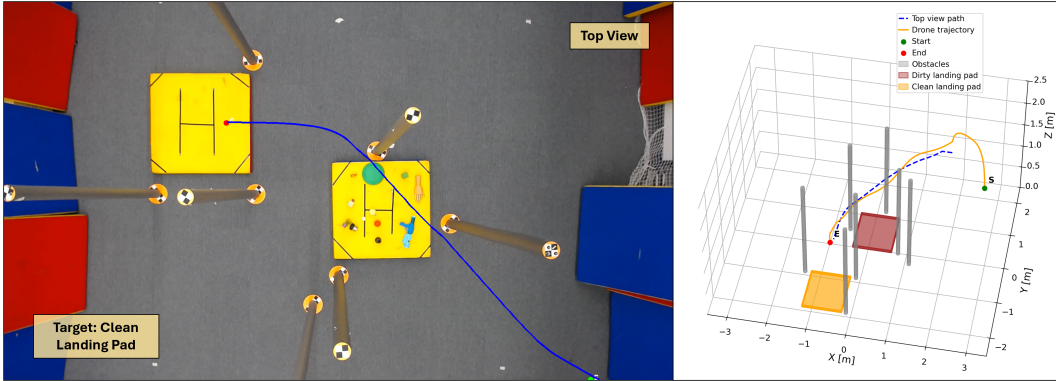 Top View
H
H
Target: Clean
Landing Pad
Top view path
Drone trajectory
Start
End
Obstacles
Dirty landing pad
Clean landing pad
2.5
2.0
1.5
1.0
0.5
0.0
Z [m]
S
E
2
1
0
−1
−2
Y [m]
−3
−2
−1
0
1
2
3
X [m]